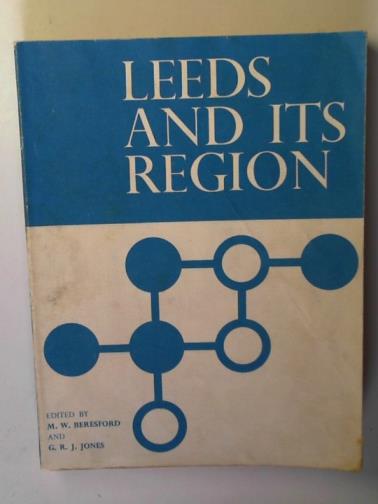 LEEDS
AND ITS
REGION
EDITED BY
M. W. BERESFORD
AND
G. R. J. JONES